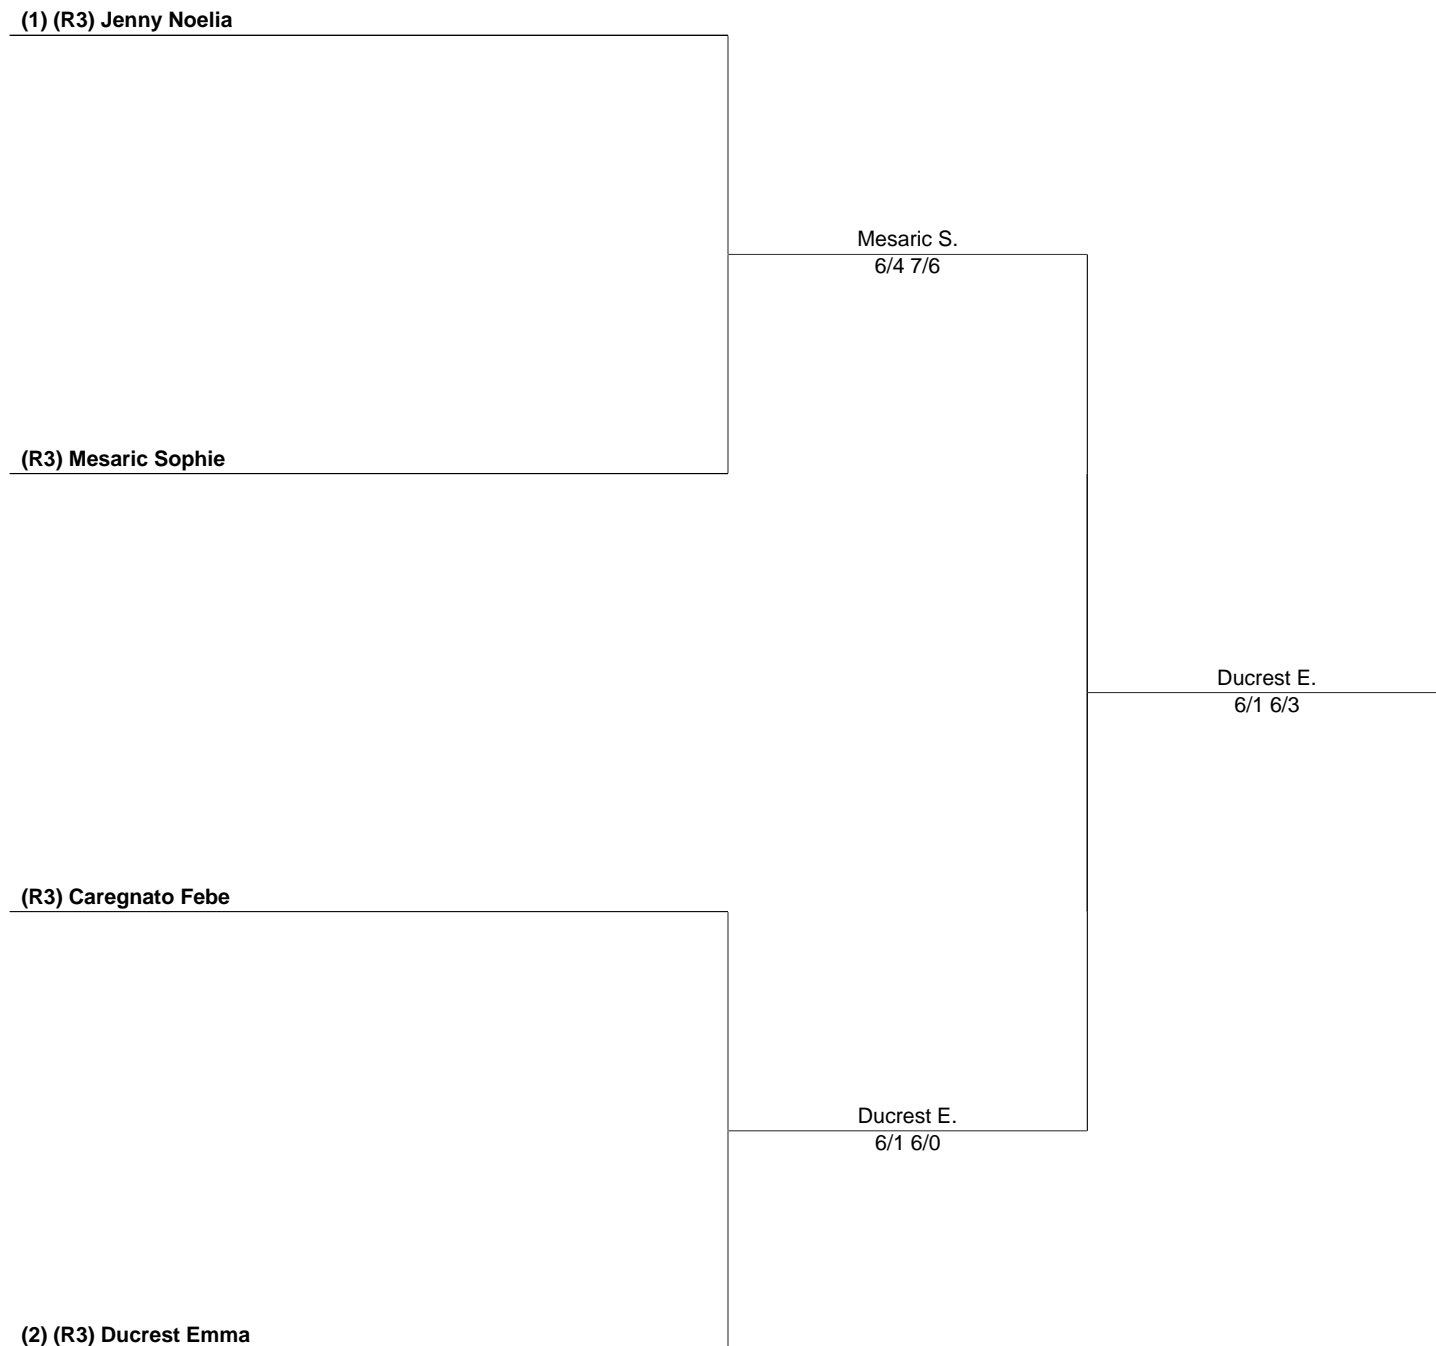 (1) (R3) Jenny Noelia
Mesaric S.
6/4 7/6
(R3) Mesaric Sophie
Ducrest E.
6/1 6/3
(R3) Caregnato Febe
Ducrest E.
6/1 6/0
(2) (R3) Ducrest Emma